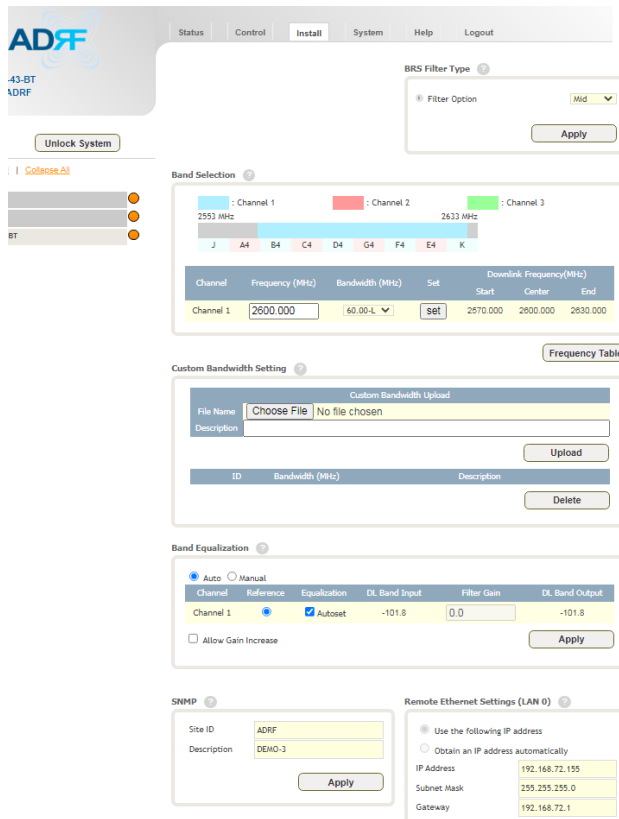 ADRF
Status Control Install System Help Logout
-43-BT
ADRF
BRS Filter Type ?
Filter Option Mid
Apply
Unlock System
| Collapse All
BT
Band Selection ?
: Channel 1 : Channel 2 : Channel 3
2553 MHz 2633 MHz
J A4 B4 C4 D4 G4 F4 E4 K
Channel Frequency (MHz) Bandwidth (MHz) Set Downlink Frequency(MHz)
Start Center End
Channel 1 2600.000 60.00-L set 2570.000 2600.000 2630.000
Frequency Table
Custom Bandwidth Setting ?
Custom Bandwidth Upload
File Name Choose File No file chosen
Description
Upload
ID Bandwidth (MHz) Description
Delete
Band Equalization ?
Auto Manual
Channel Reference Equalization DL Band Input Filter Gain DL Band Output
Channel 1 Autoset -101.8 0.0 -101.8
Allow Gain Increase Apply
SNMP ?
Site ID ADRF
Description DEMO-3
Apply
Remote Ethernet Settings (LAN 0) ?
Use the following IP address
Obtain an IP address automatically
IP Address 192.168.72.155
Subnet Mask 255.255.255.0
Gateway 192.168.72.1